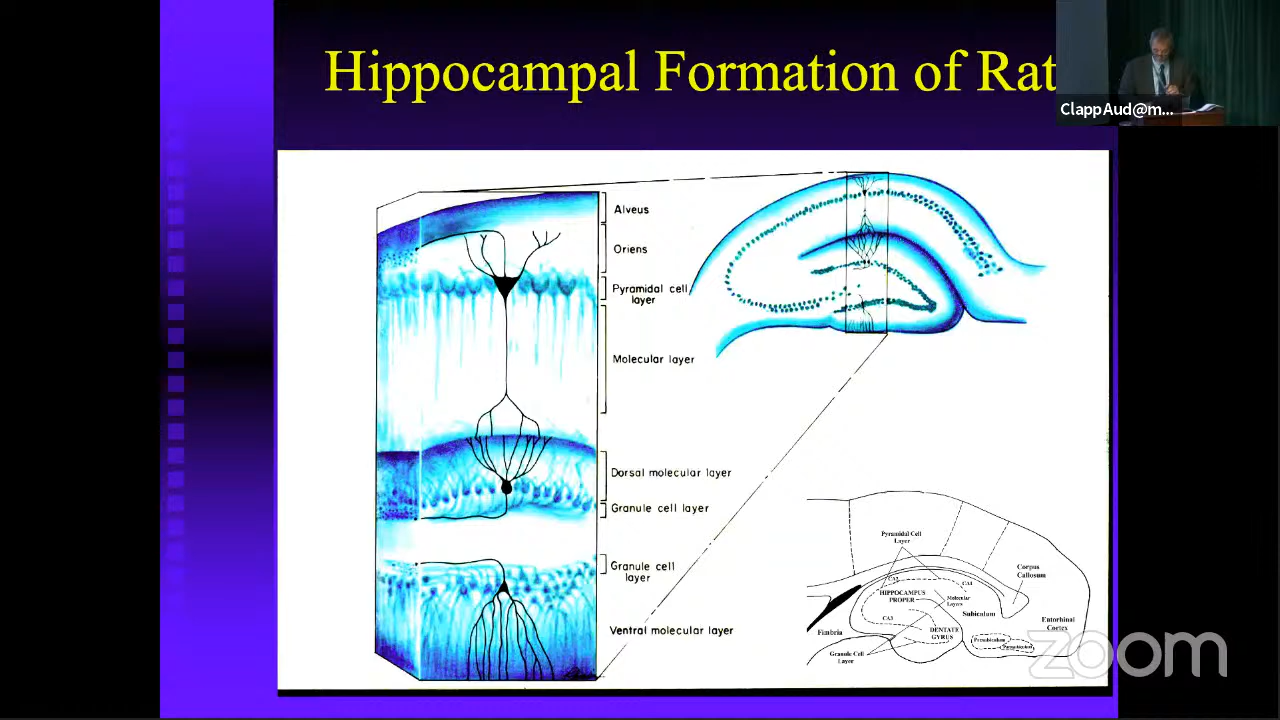 Hippocampal Formation of Rat
ClappAud@m...
Alveus
Oriens
Pyramidal cell
layer
Molecular layer
Dorsal molecular layer
Granule cell layer
Granule cell
layer
Ventral molecular layer
Pyramidal Cell
Layer
Corpus
Callosum
HIPPOCAMPUS
PROPER
Molecular
Layers
Subiculum
CA3
DENTATE
GYRUS
Entorhinal
Cortex
Fimbria
Granule Cell
Layer
zoom